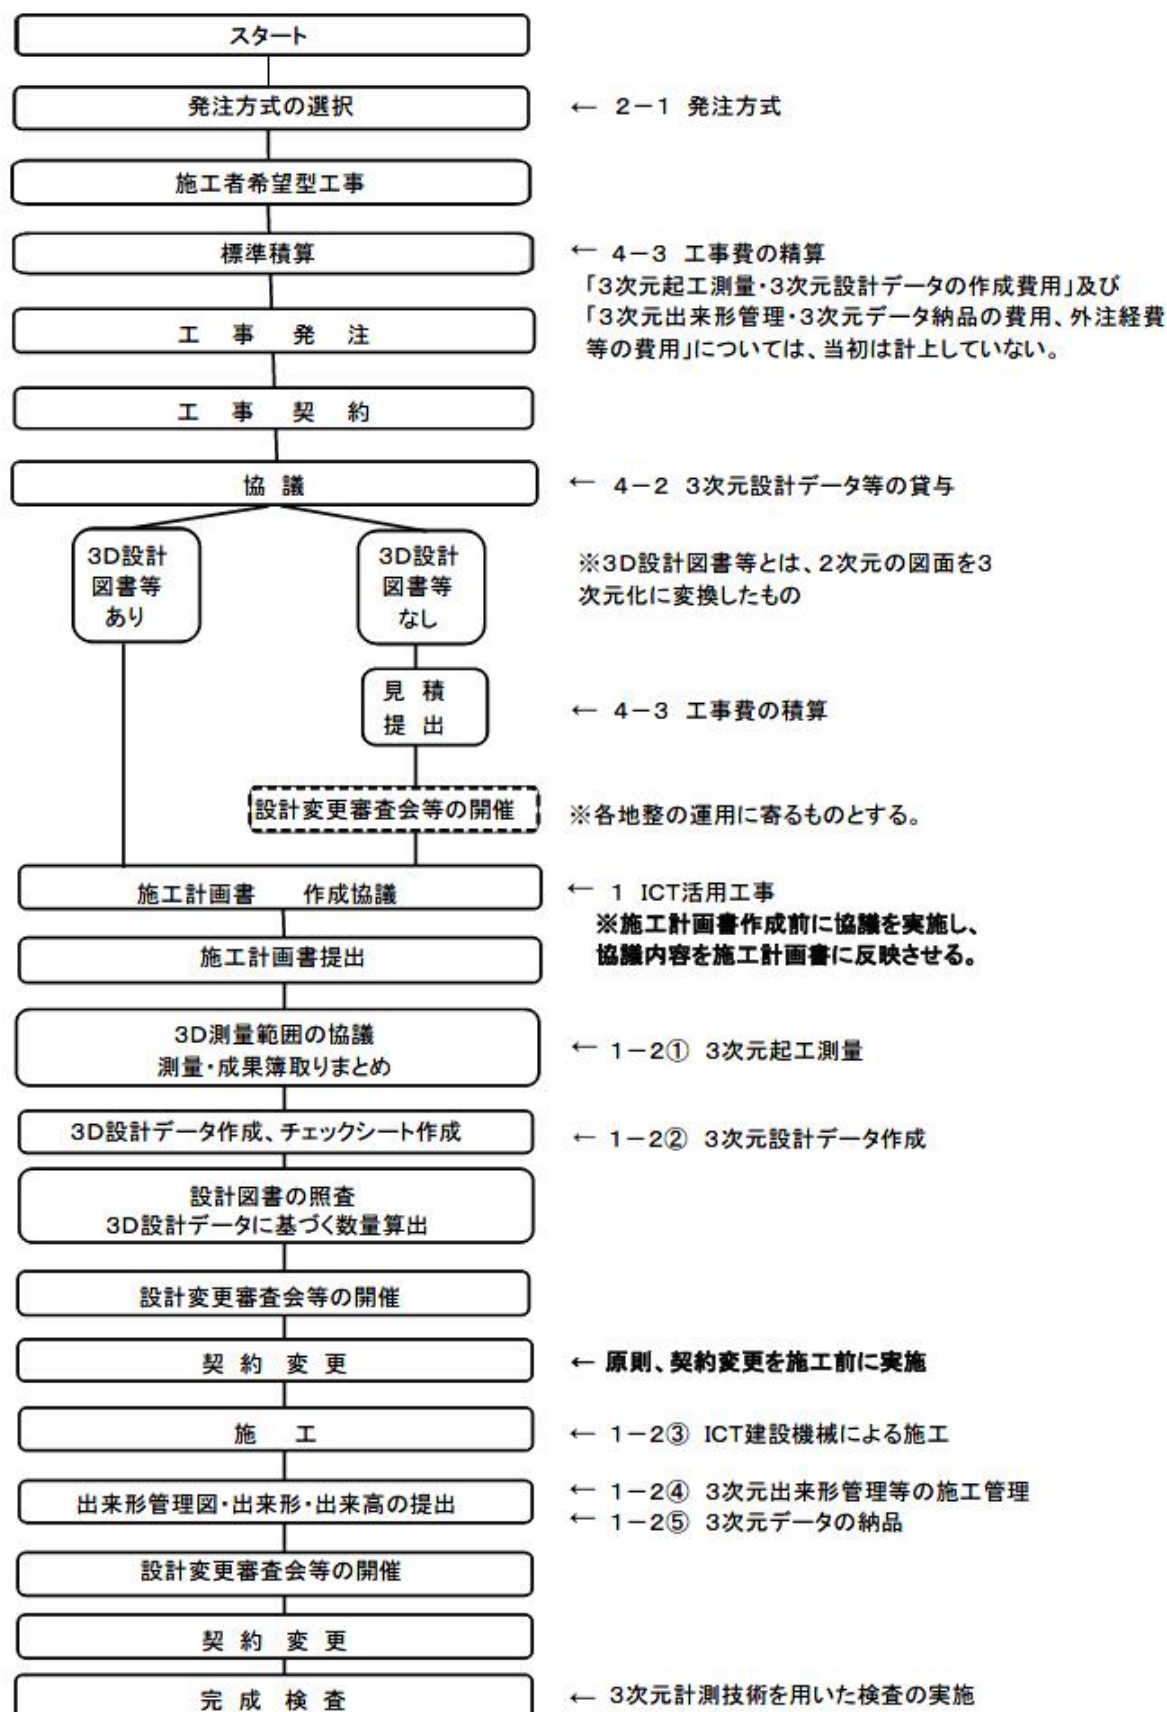 スタート
発注方式の選択
← 2－1 発注方式
施工者希望型工事
標準積算
← 4－3 工事費の精算
「3次元起工測量・3次元設計データの作成費用」及び
「3次元出来形管理・3次元データ納品の費用、外注経費
等の費用」については、当初は計上していない。
工 事 発 注
工 事 契 約
協 議
← 4－2 3次元設計データ等の貸与
3D設計
図書等
あり
3D設計
図書等
なし
※3D設計図書等とは、2次元の図面を3
次元化に変換したもの
見 積
提 出
← 4－3 工事費の積算
設計変更審査会等の開催
※各地整の運用に寄るものとする。
施工計画書 作成協議
← 1 ICT活用工事
※施工計画書作成前に協議を実施し、
協議内容を施工計画書に反映させる。
施工計画書提出
3D測量範囲の協議
測量・成果簿取りまとめ
← 1－2① 3次元起工測量
3D設計データ作成、チェックシート作成
← 1－2② 3次元設計データ作成
設計図書の照査
3D設計データに基づく数量算出
設計変更審査会等の開催
契 約 変 更
← 原則、契約変更を施工前に実施
施 工
← 1－2③ ICT建設機械による施工
出来形管理図・出来形・出来高の提出
← 1－2④ 3次元出来形管理等の施工管理
← 1－2⑤ 3次元データの納品
設計変更審査会等の開催
契 約 変 更
完 成 検 査
← 3次元計測技術を用いた検査の実施